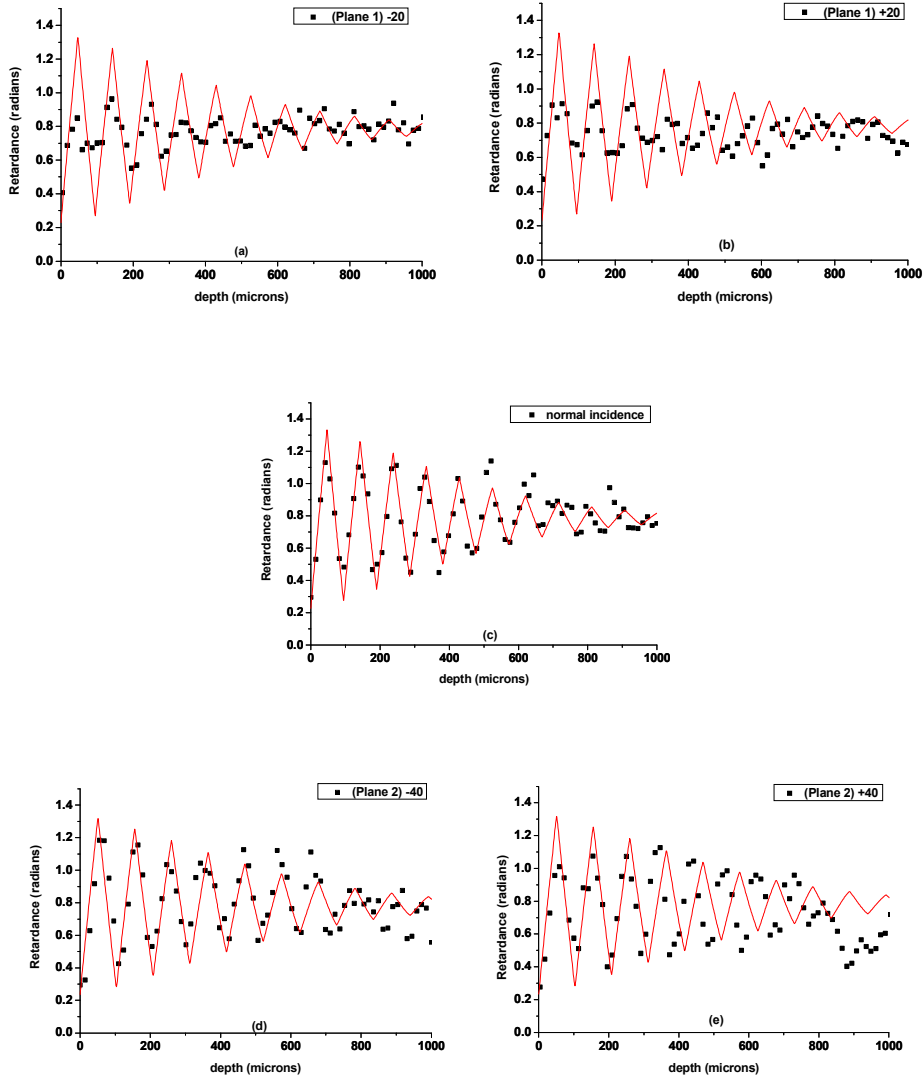 (Plane 1) -20
1.4
1.2
1.0
0.8
0.6
0.4
0.2
0.0
Retardance (radians)
(a)
0 200 400 600 800 1000
depth (microns)
(Plane 1) +20
1.4
1.2
1.0
0.8
0.6
0.4
0.2
0.0
Retardance (radians)
(b)
0 200 400 600 800 1000
depth (microns)
normal incidence
1.4
1.2
1.0
0.8
0.6
0.4
0.2
0.0
Retardance (radians)
(c)
0 200 400 600 800 1000
depth (microns)
(Plane 2) -40
1.4
1.2
1.0
0.8
0.6
0.4
0.2
0.0
Retardance (radians)
(d)
0 200 400 600 800 1000
depth (microns)
(Plane 2) +40
1.4
1.2
1.0
0.8
0.6
0.4
0.2
0.0
Retardance (radians)
(e)
0 200 400 600 800 1000
depth (microns)